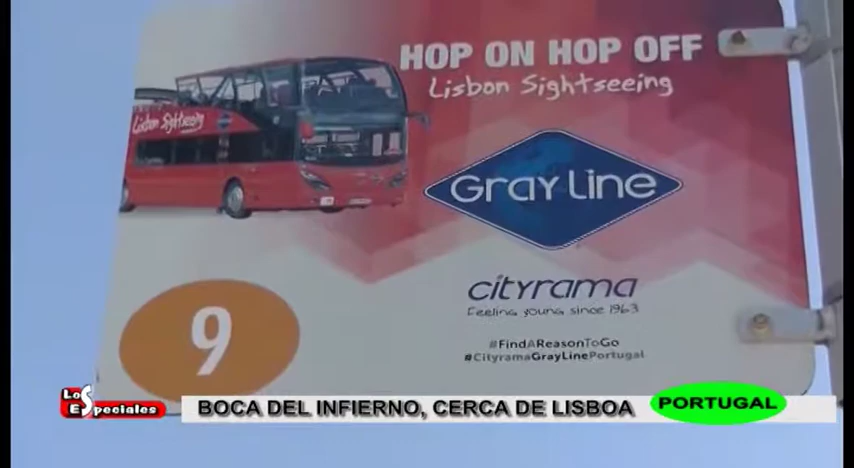 HOP ON HOP OFF
Lisbon Sightseeing
Lisbon Sightseeing
Gray Line
cityrama
Feeling young since 1963
9
#FindAReasonToGo
#CityramaGrayLinePortugal
Los Especiales
BOCA DEL INFIERNO, CERCA DE LISBOA
PORTUGAL